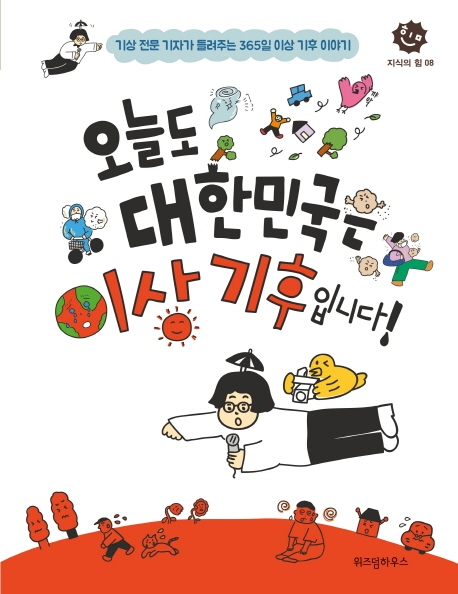 기상 전문 기자가 들려주는 365일 이상 기후 이야기
지식의 힘 08
꺄악
오늘도
대한민국은
이상 기후입니다!
위즈덤하우스